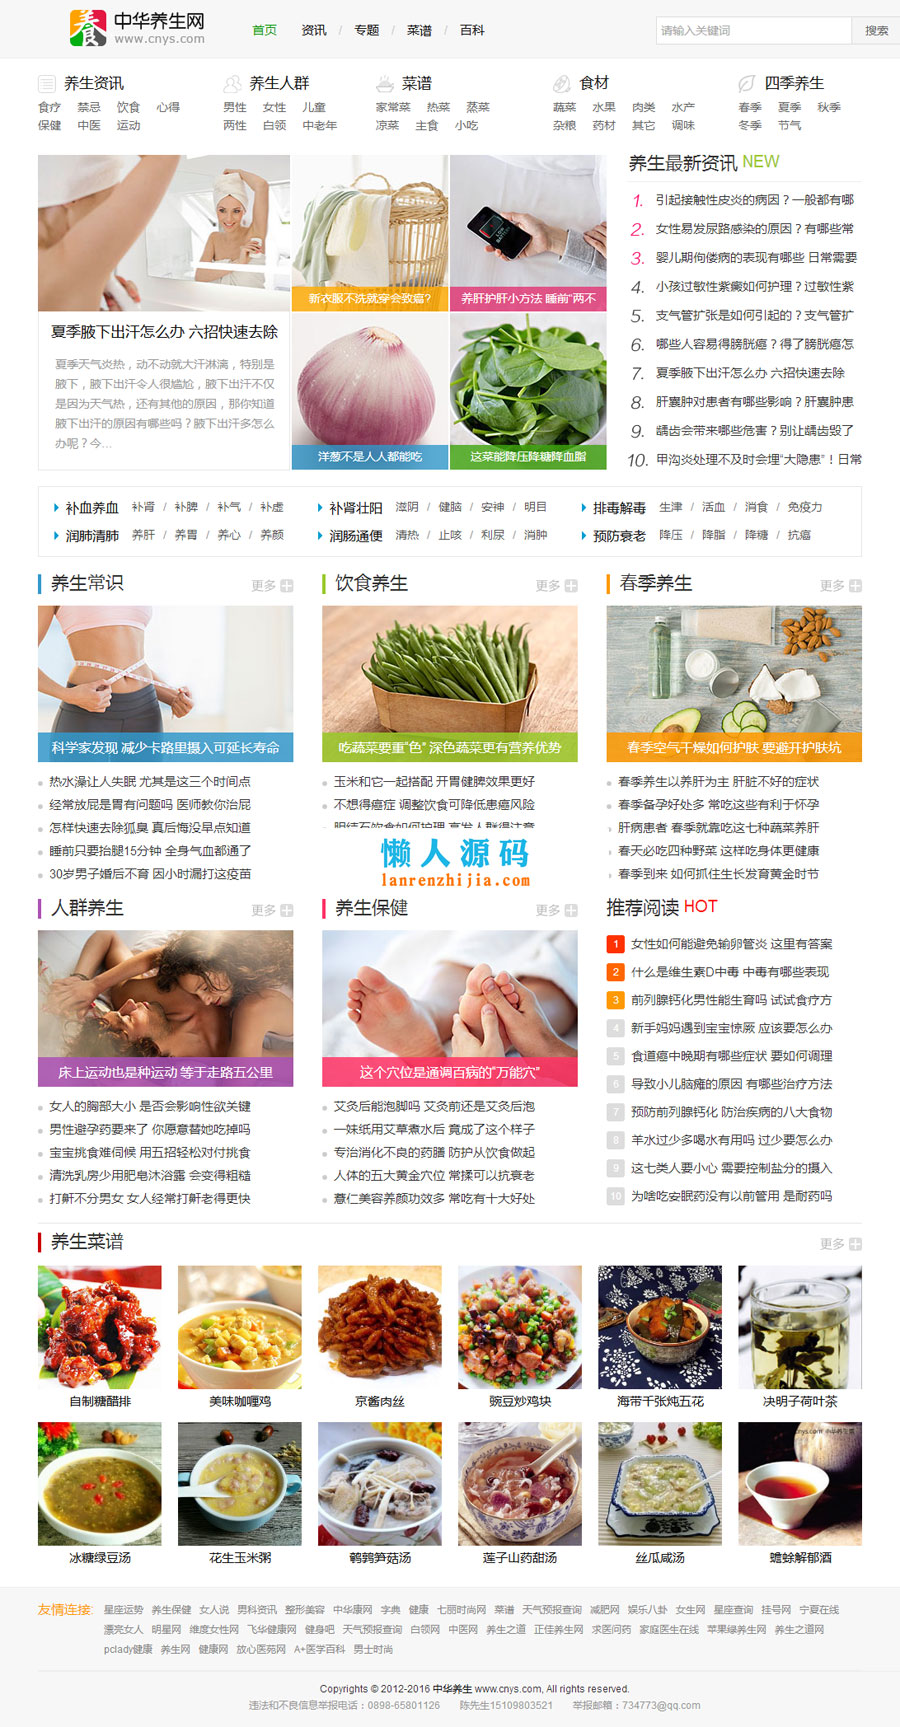 养 中华养生网
www.cnys.com
首页 资讯 / 专题 / 菜谱 / 百科
请输入关键词 搜索
养生资讯
食疗 禁忌 饮食 心得
保健 中医 运动
养生人群
男性 女性 儿童
两性 白领 中老年
菜谱
家常菜 热菜 蒸菜
凉菜 主食 小吃
食材
蔬菜 水果 肉类 水产
杂粮 药材 其它 调味
四季养生
春季 夏季 秋季
冬季 节气
夏季腋下出汗怎么办 六招快速去除
夏季天气炎热，动不动就大汗淋漓，特别是
腋下，腋下出汗令人很尴尬，腋下出汗不仅
是因为天气热，还有其他的原因，那你知道
腋下出汗的原因有哪些吗？腋下出汗多怎么
办呢？今...
新衣服不洗就穿会致癌?
养肝护肝小方法 睡前“两不
洋葱不是人人都能吃
这菜能降压降糖降血脂
养生最新资讯 NEW
1. 引起接触性皮炎的病因？一般都有哪
2. 女性易发尿路感染的原因？有哪些常
3. 婴儿期佝偻病的表现有哪些 日常需要
4. 小孩过敏性紫癜如何护理？过敏性紫
5. 支气管扩张是如何引起的？支气管扩
6. 哪些人容易得膀胱癌？得了膀胱癌怎
7. 夏季腋下出汗怎么办 六招快速去除
8. 肝囊肿对患者有哪些影响？肝囊肿患
9. 龋齿会带来哪些危害？别让龋齿毁了
10. 甲沟炎处理不及时会埋“大隐患”！日常
补血养血 补肾 / 补脾 / 补气 / 补虚
补肾壮阳 滋阴 / 健脑 / 安神 / 明目
排毒解毒 生津 / 活血 / 消食 / 免疫力
润肺清肺 养肝 / 养胃 / 养心 / 养颜
润肠通便 清热 / 止咳 / 利尿 / 消肿
预防衰老 降压 / 降脂 / 降糖 / 抗癌
养生常识 更多
科学家发现 减少卡路里摄入可延长寿命
热水澡让人失眠 尤其是这三个时间点
经常放屁是胃有问题吗 医师教你治屁
怎样快速去除狐臭 真后悔没早点知道
睡前只要抬腿15分钟 全身气血都通了
30岁男子婚后不育 因小时漏打这疫苗
饮食养生 更多
吃蔬菜要重“色” 深色蔬菜更有营养优势
玉米和它一起搭配 开胃健脾效果更好
不想得癌症 调整饮食可降低患癌风险
胆结石饮食如何护理 高发人群得注意
懒人源码
lanrenzhijia.com
春季养生 更多
春季空气干燥如何护肤 要避开护肤坑
春季养生以养肝为主 肝脏不好的症状
春季备孕好处多 常吃这些有利于怀孕
肝病患者 春季就靠吃这七种蔬菜养肝
春天必吃四种野菜 这样吃身体更健康
春季到来 如何抓住生长发育黄金时节
人群养生 更多
床上运动也是种运动 等于走路五公里
女人的胸部大小 是否会影响性欲关键
男性避孕药要来了 你愿意替她吃掉吗
宝宝挑食难伺候 用五招轻松对付挑食
清洗乳房少用肥皂沐浴露 会变得粗糙
打鼾不分男女 女人经常打鼾老得更快
养生保健 更多
这个穴位是通调百病的“万能穴”
艾灸后能泡脚吗 艾灸前还是艾灸后泡
一妹纸用艾草煮水后 竟成了这个样子
专治消化不良的药膳 防护从饮食做起
人体的五大黄金穴位 常揉可以抗衰老
薏仁美容养颜功效多 常吃有十大好处
推荐阅读 HOT
1 女性如何能避免输卵管炎 这里有答案
2 什么是维生素D中毒 中毒有哪些表现
3 前列腺钙化男性能生育吗 试试食疗方
4 新手妈妈遇到宝宝惊厥 应该要怎么办
5 食道癌中晚期有哪些症状 要如何调理
6 导致小儿脑瘫的原因 有哪些治疗方法
7 预防前列腺钙化 防治疾病的八大食物
8 羊水过少多喝水有用吗 过少要怎么办
9 这七类人要小心 需要控制盐分的摄入
10 为啥吃安眠药没有以前管用 是耐药吗
养生菜谱 更多
自制糖醋排 美味咖喱鸡 京酱肉丝 豌豆炒鸡块 海带千张炖五花 决明子荷叶茶
冰糖绿豆汤 花生玉米粥 鹌鹑笋菇汤 莲子山药甜汤 丝瓜咸汤 蟾蜍解郁酒
友情连接: 星座运势 养生保健 女人说 男科资讯 整形美容 中华康网 字典 健康 七丽时尚网 菜谱 天气预报查询 减肥网 娱乐八卦 女生网 星座查询 挂号网 宁夏在线
漂亮女人 明星网 维度女性网 飞华健康网 健身吧 天气预报查询 白领网 中医网 养生之道 正佳养生网 求医问药 家庭医生在线 苹果绿养生网 养生之道网
pclady健康 养生网 健康网 放心医苑网 A+医学百科 男士时尚
Copyrights © 2012-2016 中华养生 www.cnys.com, All rights reserved.
违法和不良信息举报电话：0898-65801126 陈先生15109803521 举报邮箱：734773@qq.com